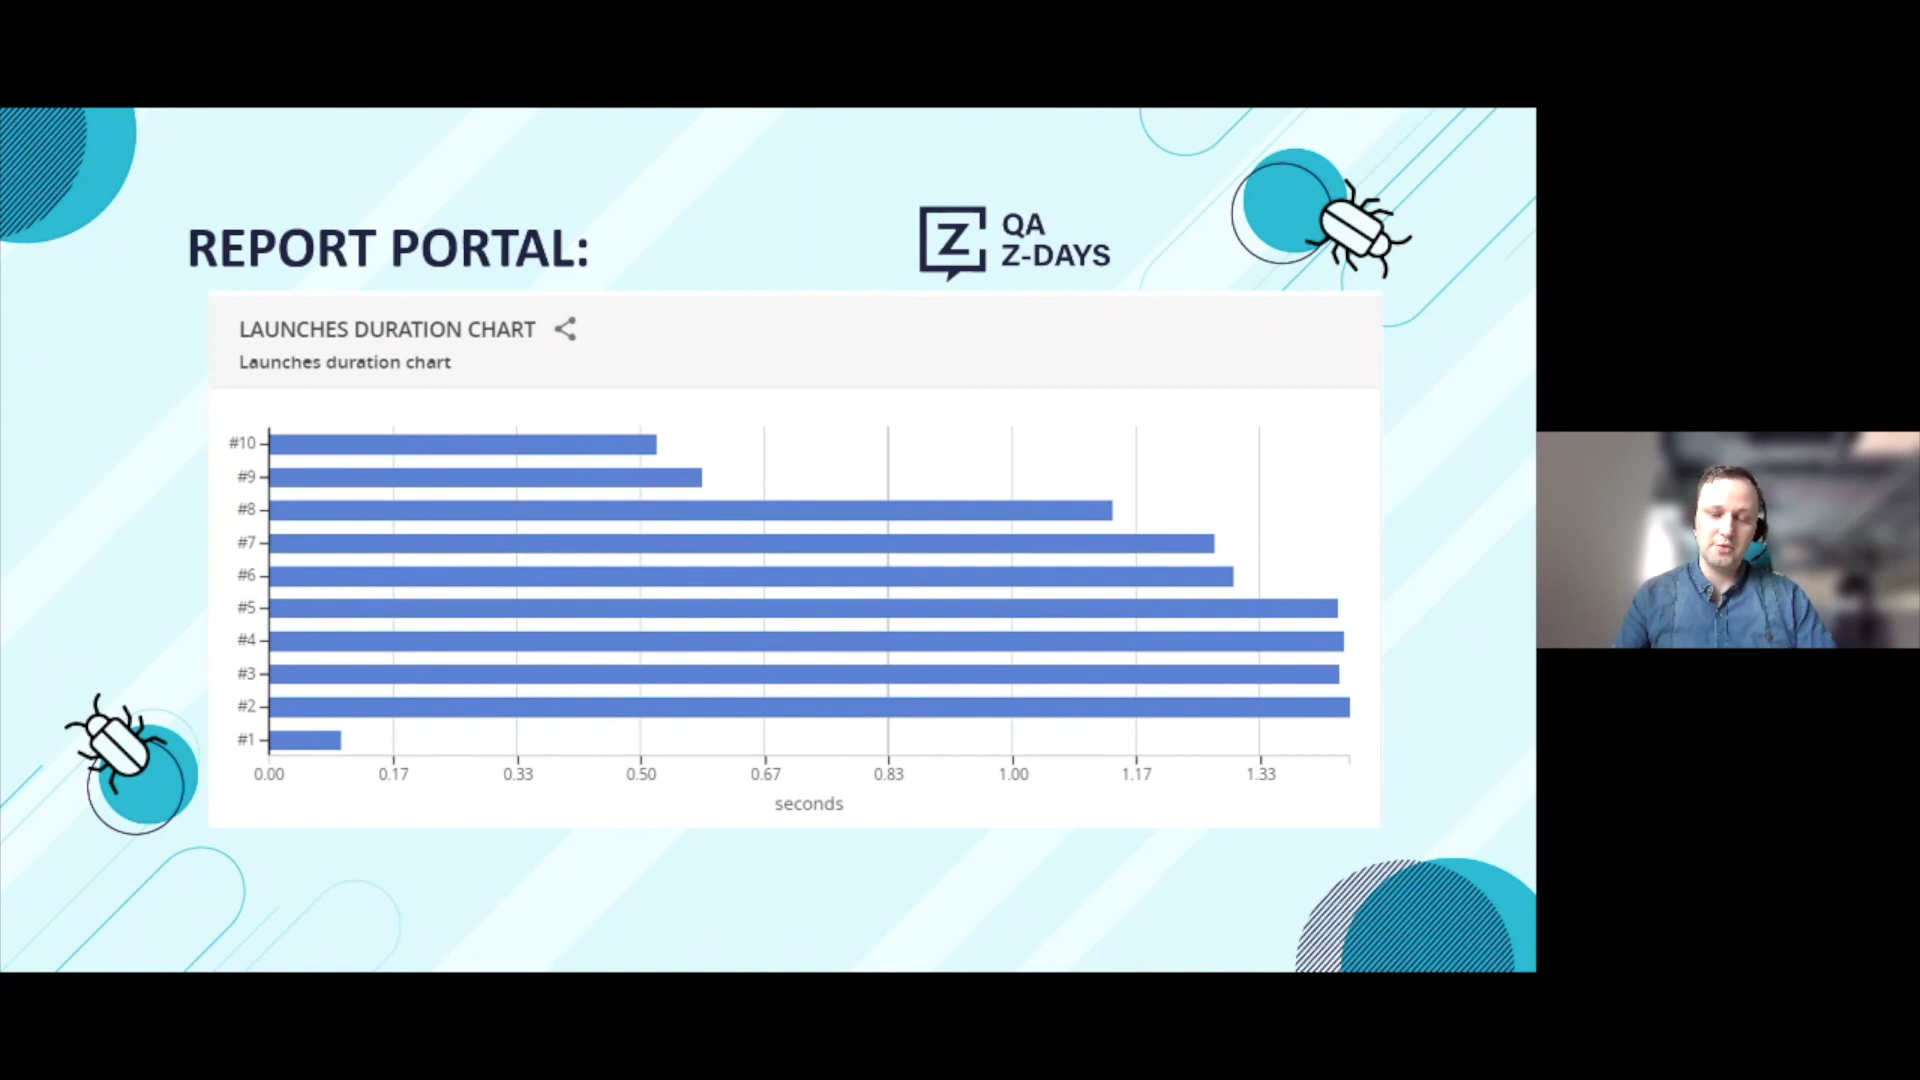 REPORT PORTAL:
Z
QA
Z-DAYS
LAUNCHES DURATION CHART
Launches duration chart
#10
#9
#8
#7
#6
#5
#4
#3
#2
#1
0.00 0.17 0.33 0.50 0.67 0.83 1.00 1.17 1.33
seconds